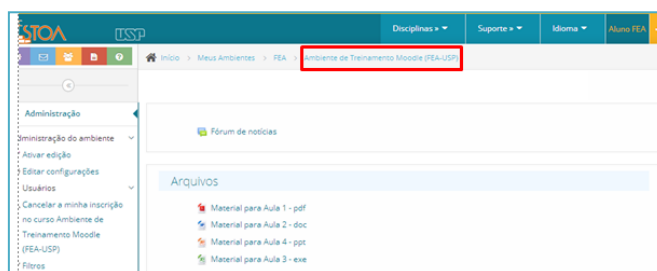 STOA
USP
Disciplinas »
Suporte »
Idioma
Aluno FEA
Início > Meus Ambientes > FEA > Ambiente de Treinamento Moodle (FEA-USP)
Administração
dministração do ambiente
Ativar edição
Editar configurações
Usuários
Cancelar a minha inscrição
no curso Ambiente de
Treinamento Moodle
(FEA-USP)
Filtros
Fórum de notícias
Arquivos
Material para Aula 1 - pdf
Material para Aula 2 - doc
Material para Aula 4 - ppt
Material para Aula 3 - exe